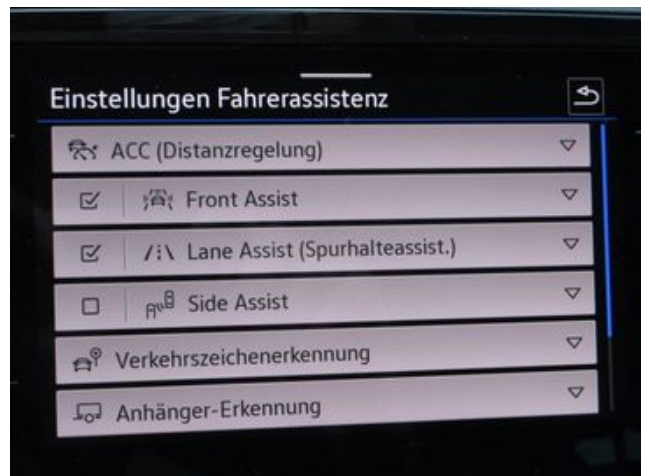 Einstellungen Fahrerassistenz
ACC (Distanzregelung)
Front Assist
Lane Assist (Spurhalteassist.)
Side Assist
Verkehrszeichenerkennung
Anhänger-Erkennung